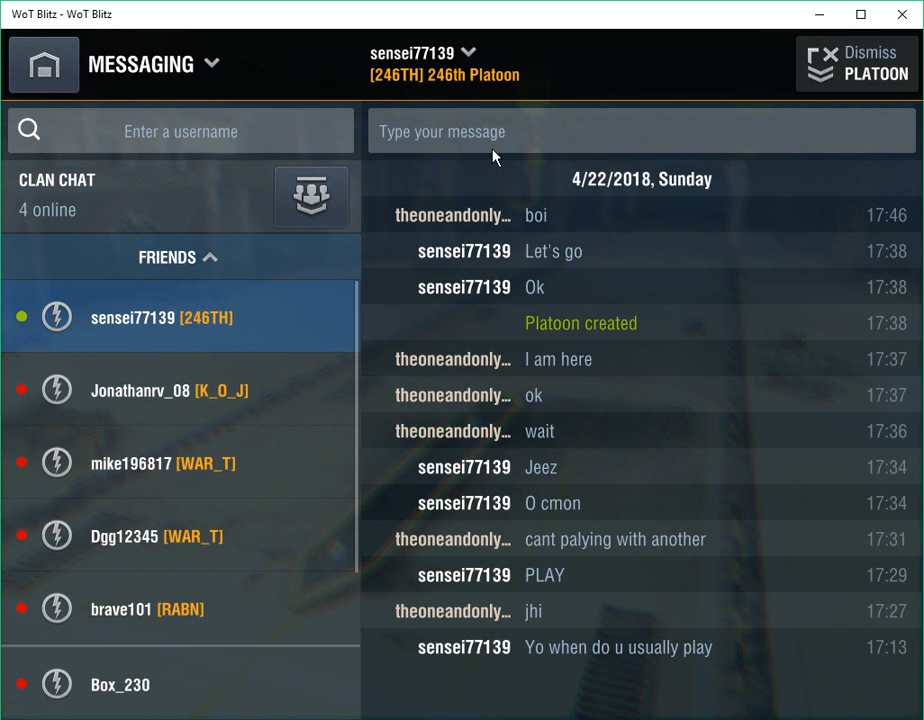 WoT Blitz - WoT Blitz
MESSAGING
sensei77139
[246TH] 246th Platoon
Dismiss
PLATOON
Enter a username
Type your message
CLAN CHAT
4 online
FRIENDS
sensei77139 [246TH]
Jonathanrv_08 [K_O_J]
mike196817 [WAR_T]
Dgg12345 [WAR_T]
brave101 [RABN]
Box_230
4/22/2018, Sunday
theoneandonly... boi 17:46
sensei77139 Let's go 17:38
sensei77139 Ok 17:38
Platoon created 17:38
theoneandonly... I am here 17:37
theoneandonly... ok 17:37
theoneandonly... wait 17:36
sensei77139 Jeez 17:34
sensei77139 O cmon 17:34
theoneandonly... cant palying with another 17:31
sensei77139 PLAY 17:29
theoneandonly... jhi 17:27
sensei77139 Yo when do u usually play 17:13